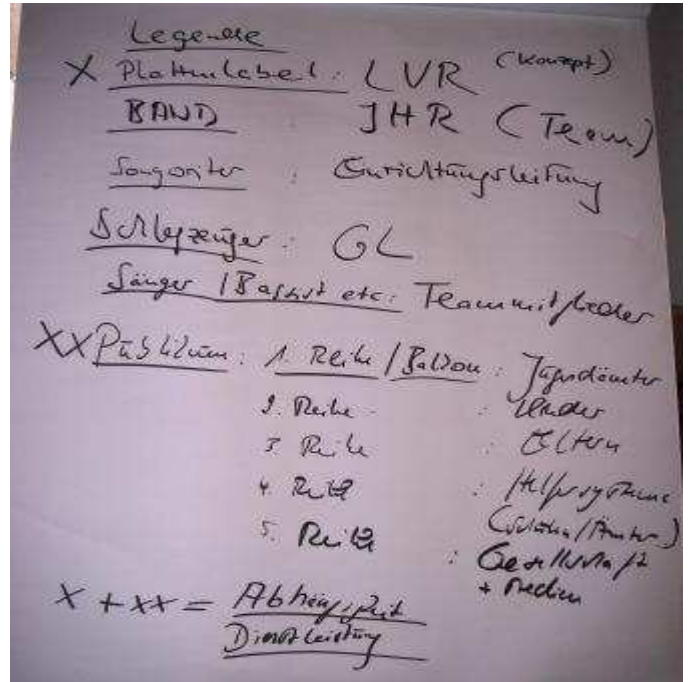 Legende
X Plattenlabel: LVR (Konzept)
BAND JHR (Team)
Songwriter : Einrichtungsleitung
Schlagzeuger: GL
Sänger / Bassist etc: Teammitglieder
XX Publikum: 1. Reihe / Balkon: Jugendämter
2. Reihe : Kinder
3 Reihe : Eltern
4. Reihe : Helfersysteme
(Schulen/Ämter)
5. Reihe : Gesellschaft
+ Medien
X + XX = Abhängigkeit
Dienstleistung